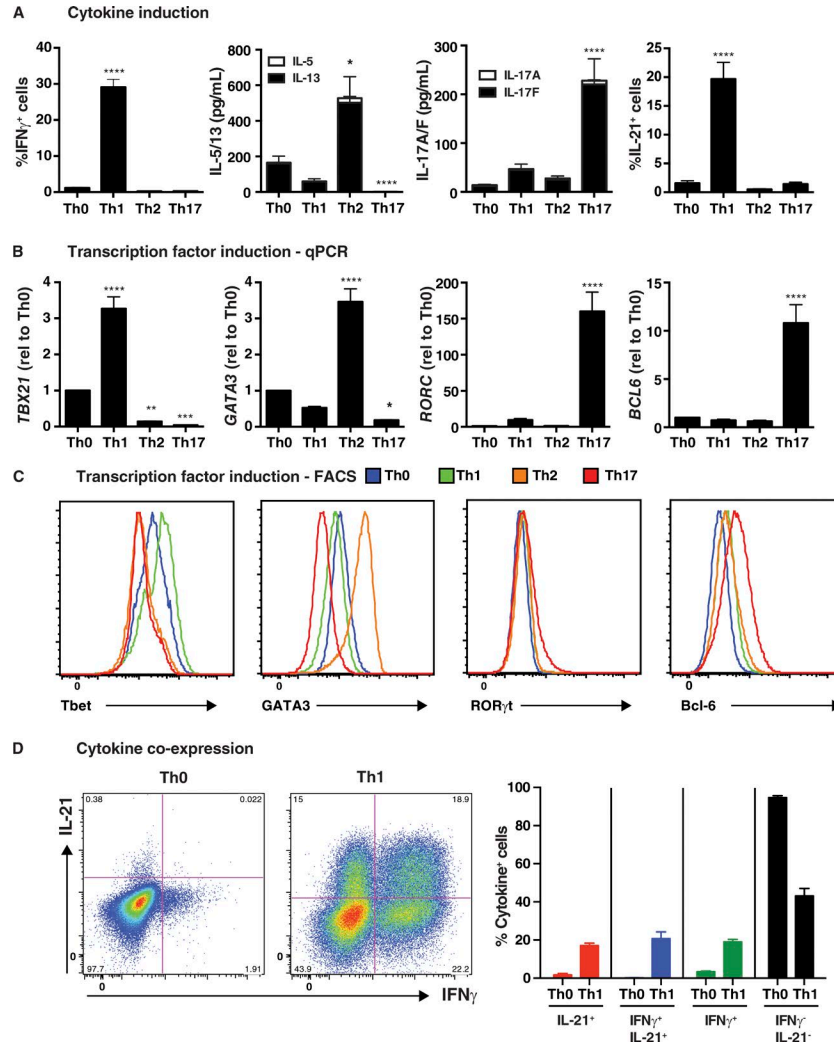 A Cytokine induction
%IFNγ+ cells
40
30
20
10
0
****
Th0 Th1 Th2 Th17
IL-5/13 (pg/mL)
800
600
400
200
0
IL-5
IL-13
*
****
Th0 Th1 Th2 Th17
IL-17A/F (pg/mL)
300
200
100
0
IL-17A
IL-17F
****
Th0 Th1 Th2 Th17
%IL-21+ cells
25
20
15
10
5
0
****
Th0 Th1 Th2 Th17
B Transcription factor induction - qPCR
TBX21 (rel to Th0)
4
3
2
1
0
****
**
***
Th0 Th1 Th2 Th17
GATA3 (rel to Th0)
4
3
2
1
0
****
*
Th0 Th1 Th2 Th17
RORC (rel to Th0)
200
150
100
50
0
****
Th0 Th1 Th2 Th17
BCL6 (rel to Th0)
15
10
5
0
****
Th0 Th1 Th2 Th17
C Transcription factor induction - FACS Th0 Th1 Th2 Th17
0 0 0 0
Tbet GATA3 RORγt Bcl-6
D Cytokine co-expression
Th0 Th1
IL-21
0.38 0.022
97.7 1.91
0
0
15 18.9
43.9 22.2
0
0
IFNγ
% Cytokine+ cells
100
80
60
40
20
0
Th0 Th1 Th0 Th1 Th0 Th1 Th0 Th1
IL-21+ IFNγ+ IFNγ+ IFNγ-
IL-21+ IL-21-